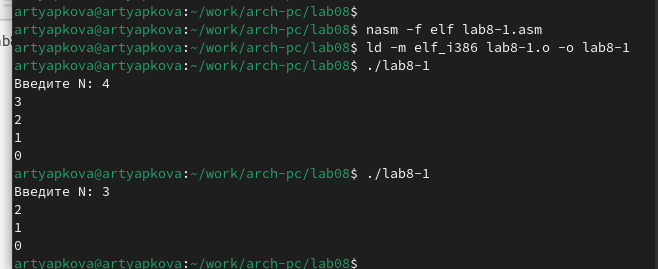 artyapkova@artyapkova:~/work/arch-pc/lab08$
artyapkova@artyapkova:~/work/arch-pc/lab08$ nasm -f elf lab8-1.asm
artyapkova@artyapkova:~/work/arch-pc/lab08$ ld -m elf_i386 lab8-1.o -o lab8-1
artyapkova@artyapkova:~/work/arch-pc/lab08$ ./lab8-1
Введите N: 4
3
2
1
0
artyapkova@artyapkova:~/work/arch-pc/lab08$ ./lab8-1
Введите N: 3
2
1
0
artyapkova@artyapkova:~/work/arch-pc/lab08$